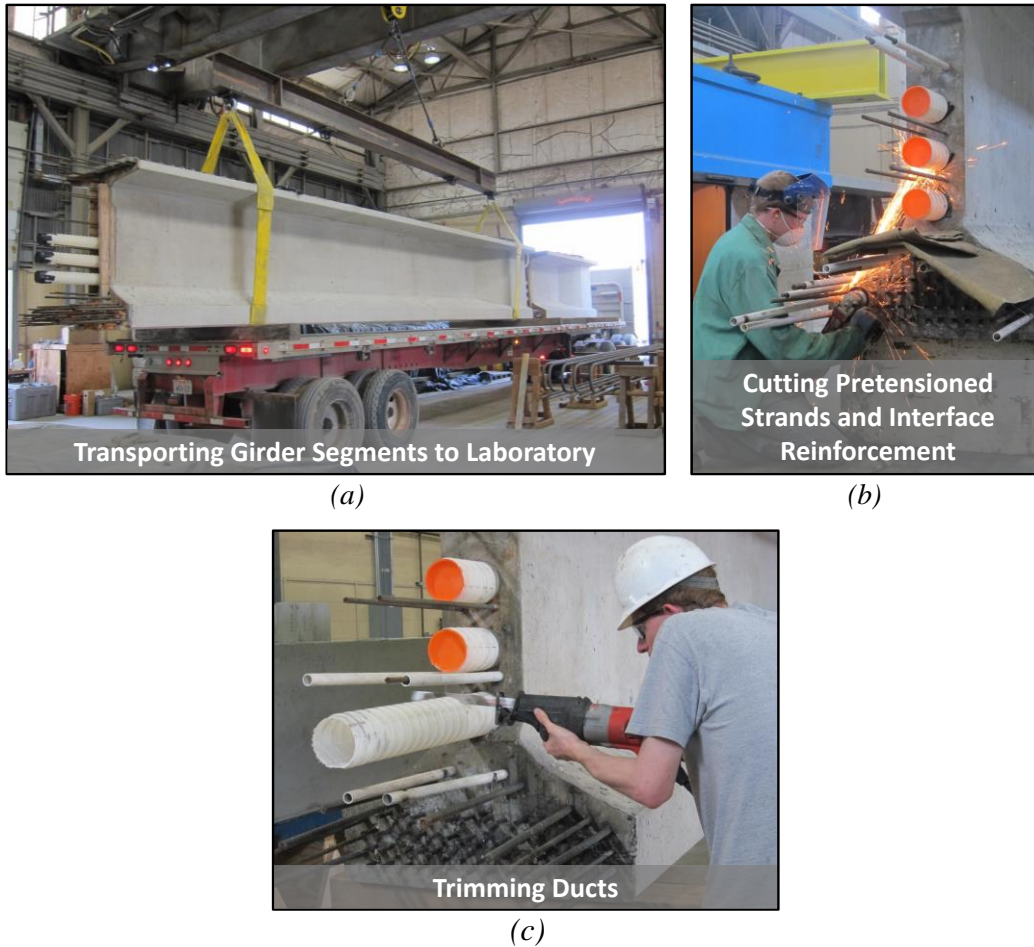 Transporting Girder Segments to Laboratory
(a)
Cutting Pretensioned
Strands and Interface
Reinforcement
(b)
Trimming Ducts
(c)